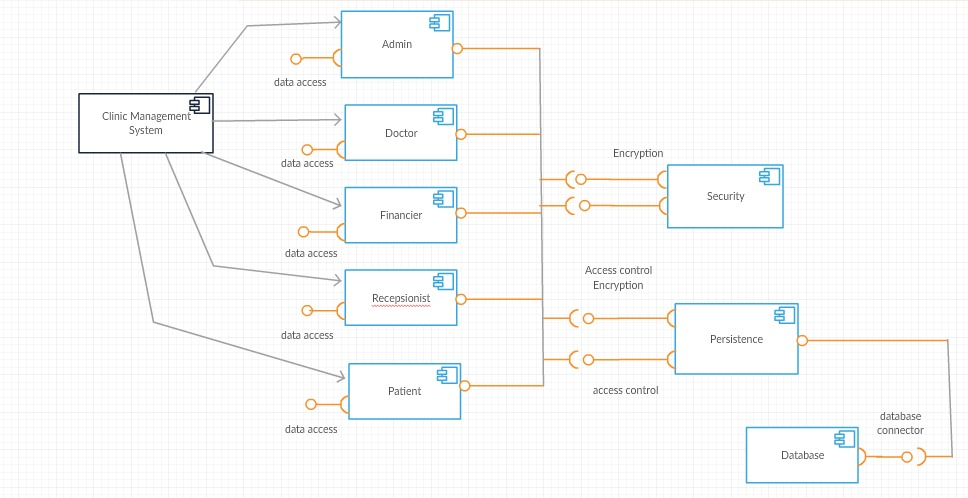 Admin
data access
Clinic Management
System
Doctor
data access
Encryption
Security
Financier
data access
Access control
Encryption
Recepsionist
data access
Persistence
Patient
access control
data access
database
connector
Database